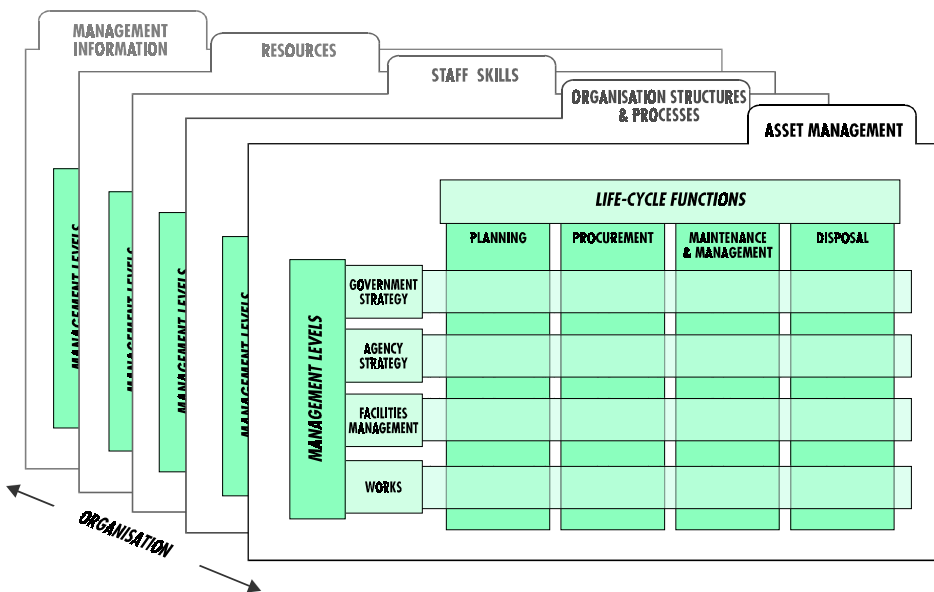 MANAGEMENT
INFORMATION
RESOURCES
STAFF SKILLS
ORGANISATION STRUCTURES
& PROCESSES
ASSET MANAGEMENT
LIFE-CYCLE FUNCTIONS
PLANNING
PROCUREMENT
MAINTENANCE
& MANAGEMENT
DISPOSAL
MANAGEMENT LEVELS
MANAGEMENT LEVELS
MANAGEMENT LEVELS
MANAGEMENT LEVELS
MANAGEMENT LEVELS
GOVERNMENT
STRATEGY
AGENCY
STRATEGY
FACILITIES
MANAGEMENT
WORKS
ORGANISATION